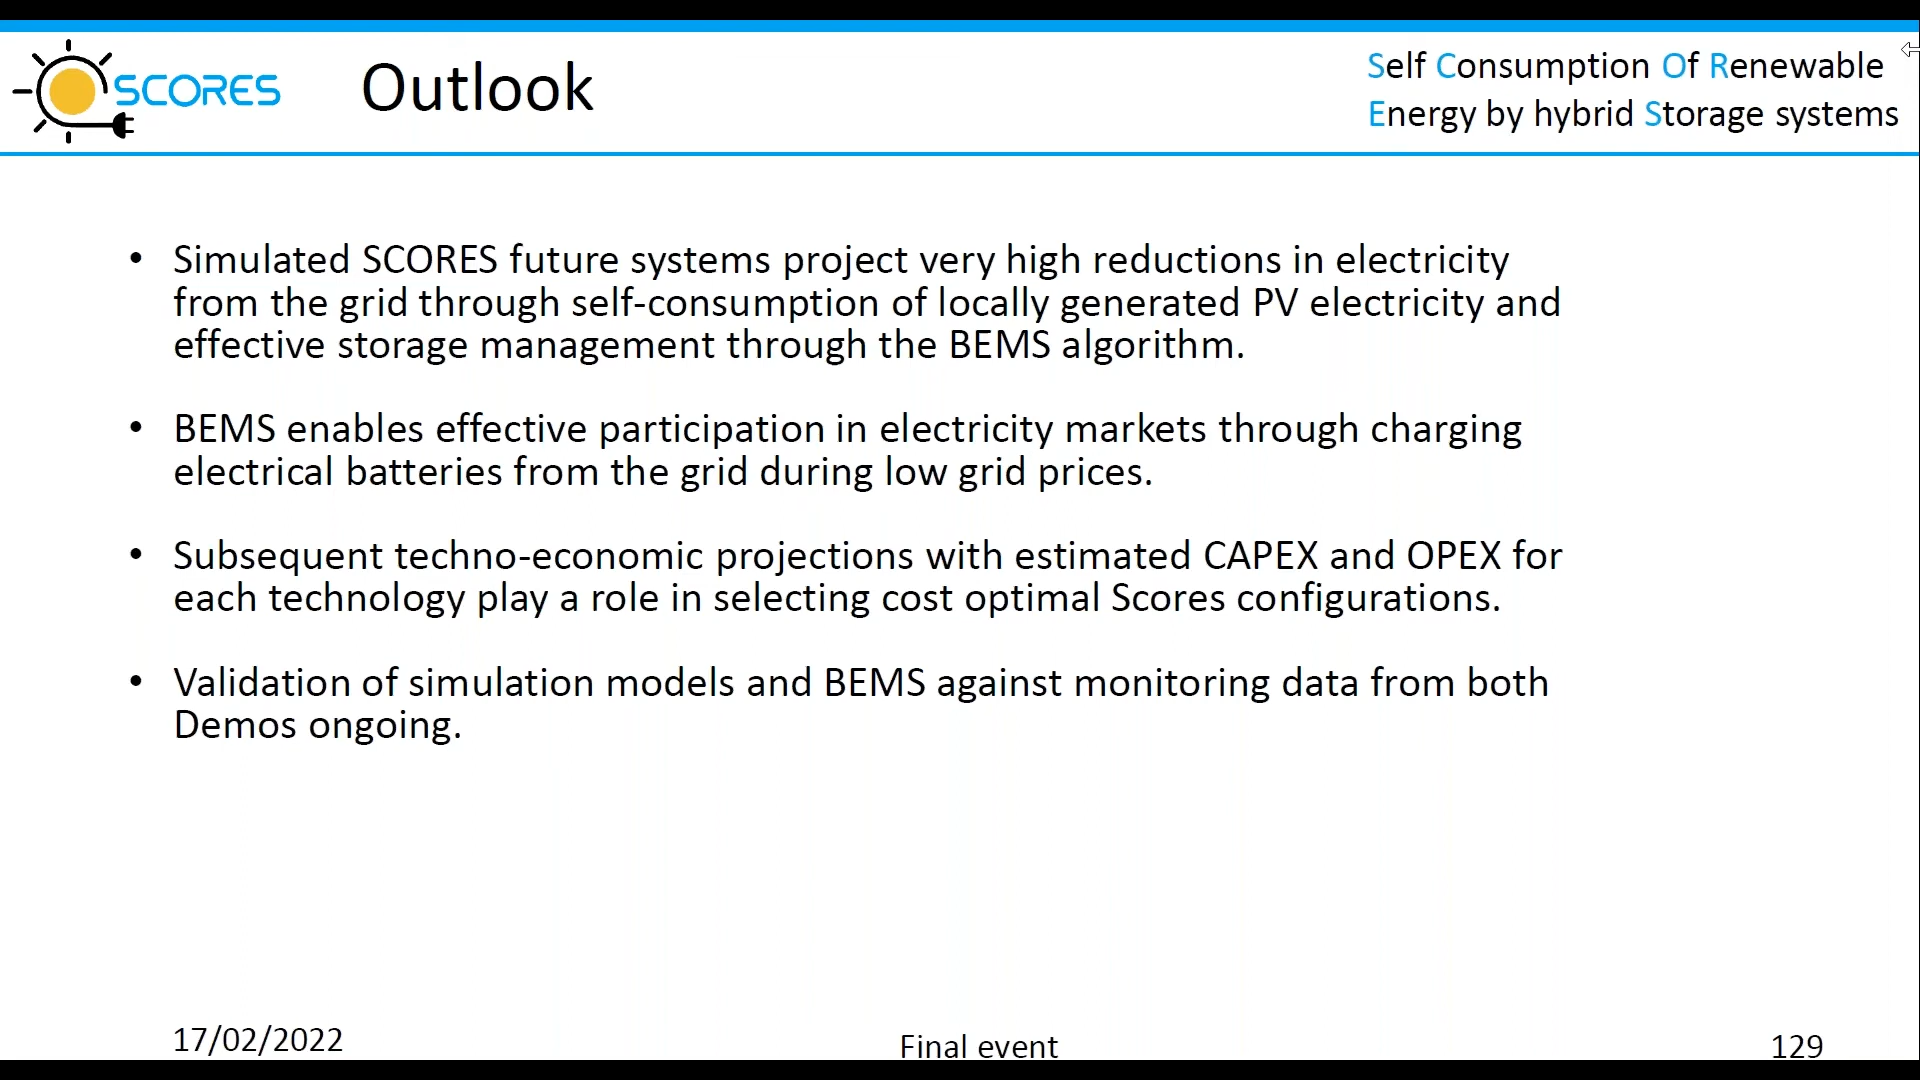 SCORES
Outlook
Self Consumption Of Renewable
Energy by hybrid Storage systems
• Simulated SCORES future systems project very high reductions in electricity
from the grid through self-consumption of locally generated PV electricity and
effective storage management through the BEMS algorithm.
• BEMS enables effective participation in electricity markets through charging
electrical batteries from the grid during low grid prices.
• Subsequent techno-economic projections with estimated CAPEX and OPEX for
each technology play a role in selecting cost optimal Scores configurations.
• Validation of simulation models and BEMS against monitoring data from both
Demos ongoing.
17/02/2022
Final event
129